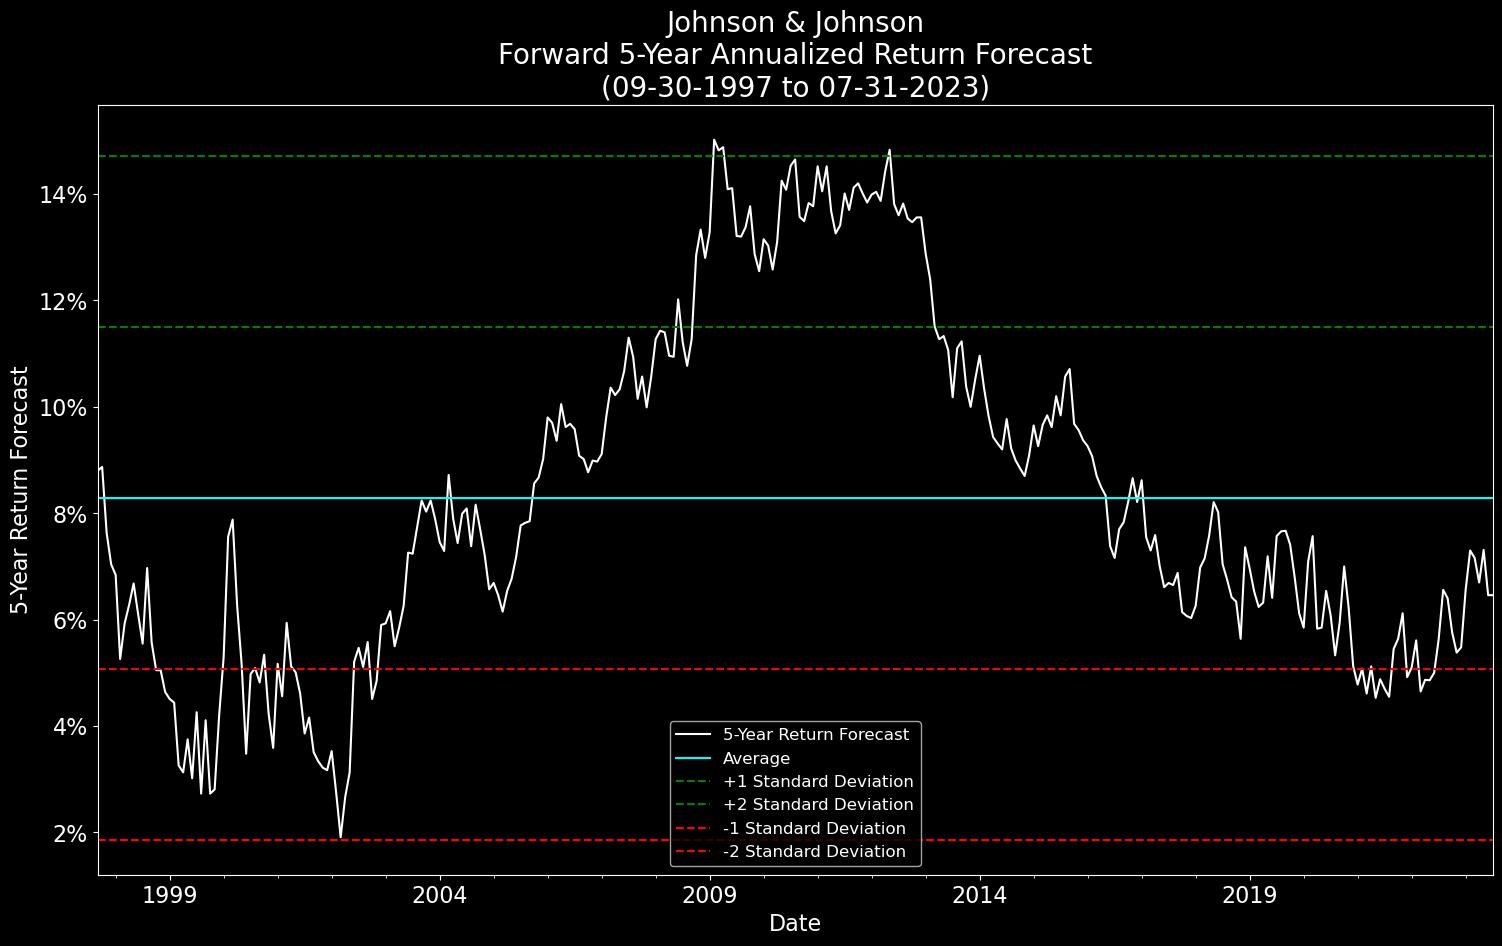 Johnson & Johnson
Forward 5-Year Annualized Return Forecast
(09-30-1997 to 07-31-2023)
5-Year Return Forecast
14%
12%
10%
8%
6%
4%
2%
5-Year Return Forecast
Average
+1 Standard Deviation
+2 Standard Deviation
-1 Standard Deviation
-2 Standard Deviation
1999 2004 2009 2014 2019
Date